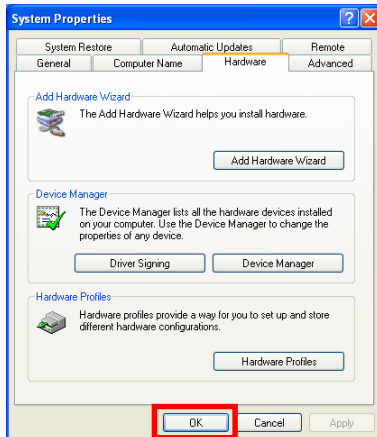 System Properties
System Restore Automatic Updates Remote
General Computer Name Hardware Advanced
Add Hardware Wizard
The Add Hardware Wizard helps you install hardware.
Add Hardware Wizard
Device Manager
The Device Manager lists all the hardware devices installed
on your computer. Use the Device Manager to change the
properties of any device.
Driver Signing Device Manager
Hardware Profiles
Hardware profiles provide a way for you to set up and store
different hardware configurations.
Hardware Profiles
OK Cancel Apply